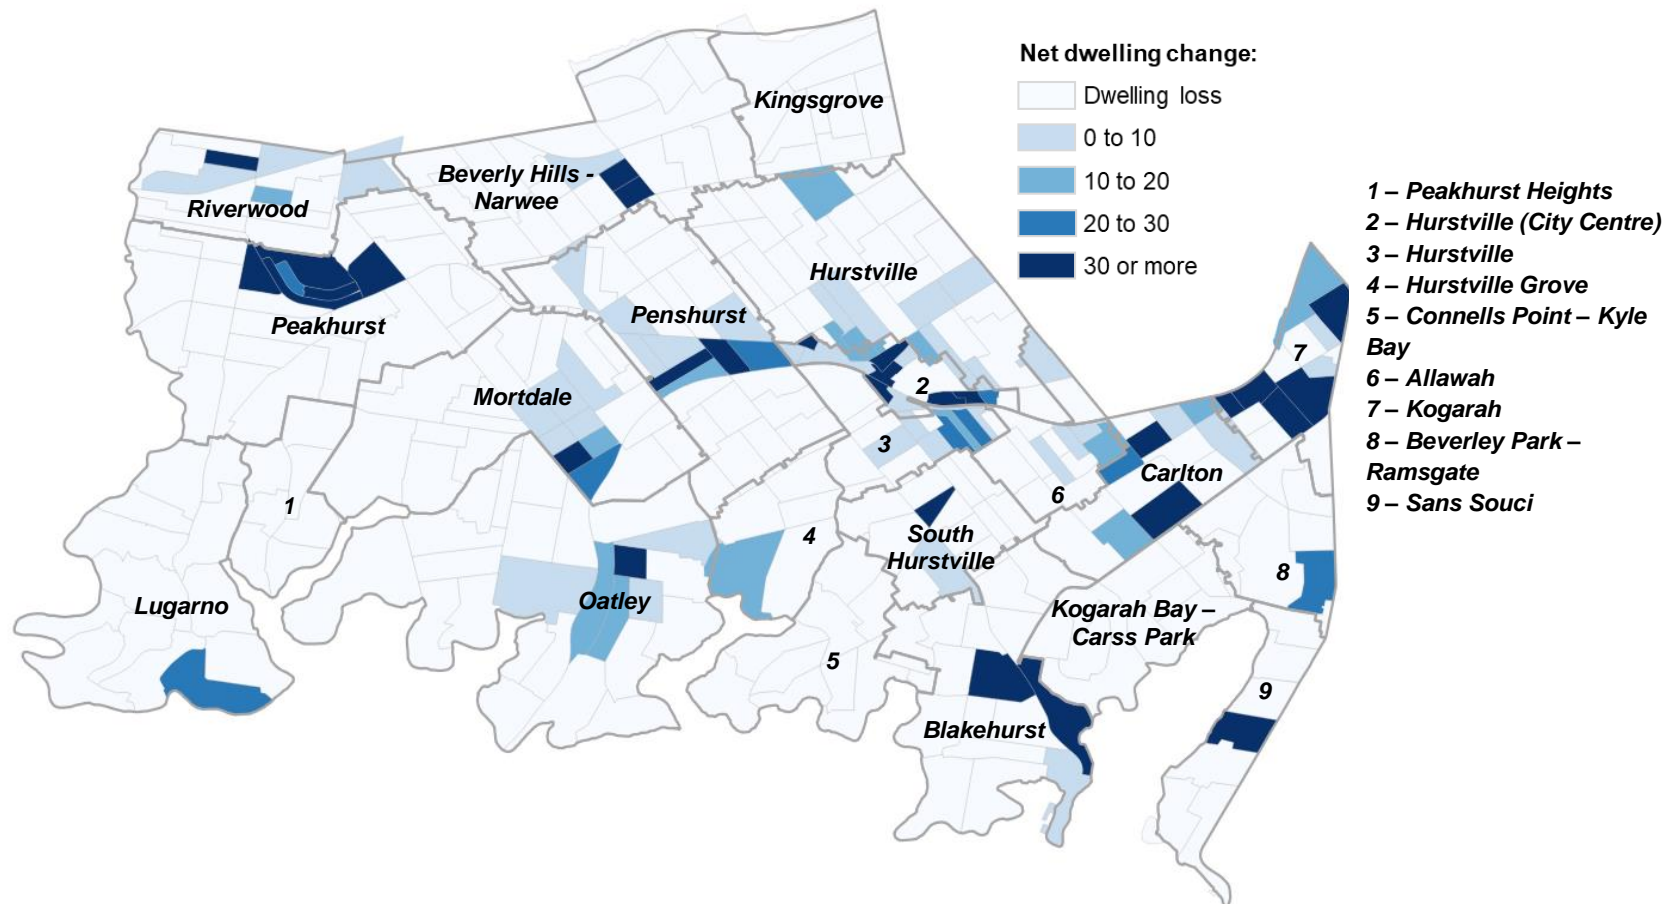 Net dwelling change:
Dwelling loss
0 to 10
10 to 20
20 to 30
30 or more
Kingsgrove
Beverly Hills -
Narwee
Riverwood
Hurstville
Peakhurst
Penshurst
Mortdale
2
3
7
1
6
Carlton
4
South
Hurstville
Lugarno
Oatley
8
Kogarah Bay –
Carss Park
5
9
Blakehurst
1 – Peakhurst Heights
2 – Hurstville (City Centre)
3 – Hurstville
4 – Hurstville Grove
5 – Connells Point – Kyle
Bay
6 – Allawah
7 – Kogarah
8 – Beverley Park –
Ramsgate
9 – Sans Souci